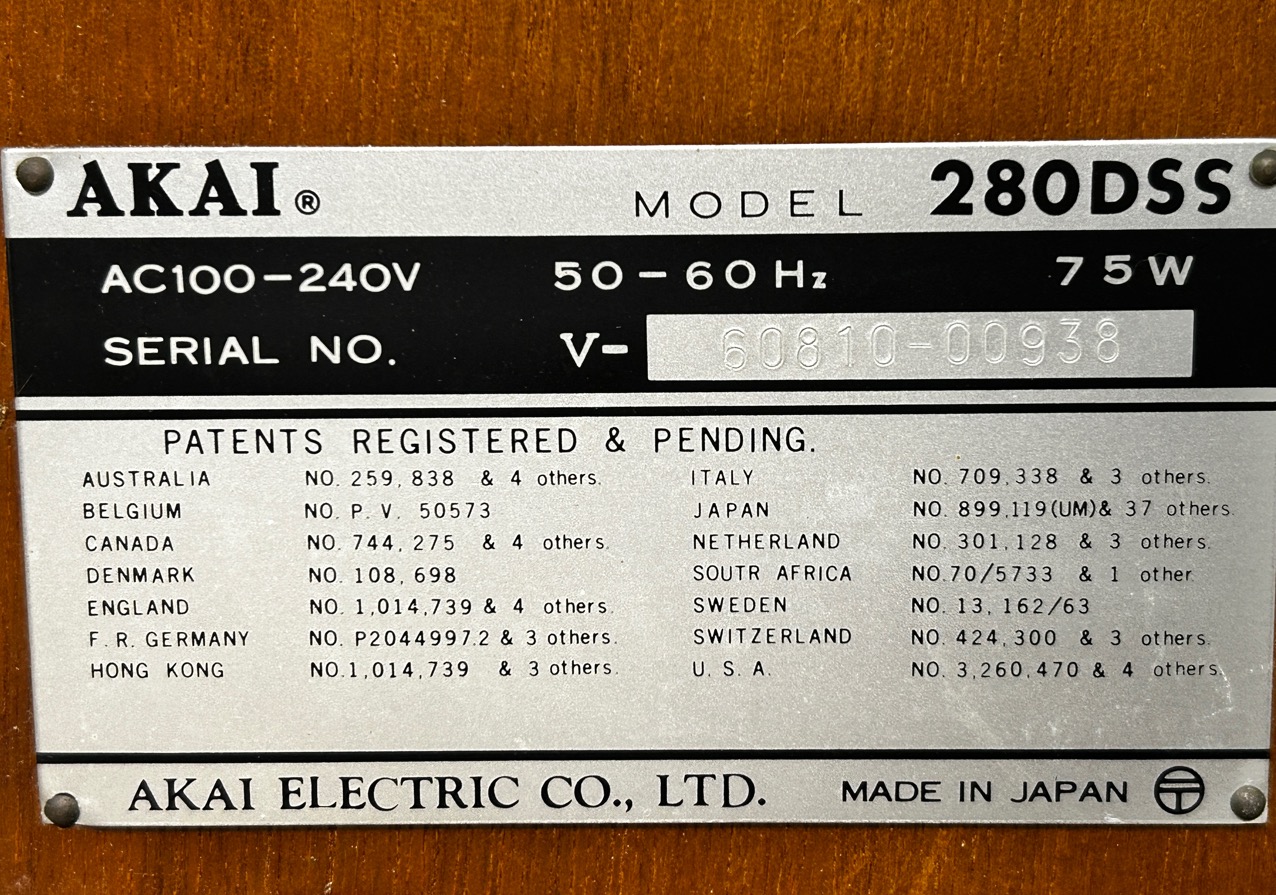 AKAI® MODEL 280DSS
AC100-240V 50-60Hz 75W
SERIAL NO. V- 60810-00938
PATENTS REGISTERED & PENDING.
AUSTRALIA NO. 259,838 & 4 others. ITALY NO. 709,338 & 3 others.
BELGIUM NO. P. V. 50573 JAPAN NO. 899,119(UM)& 37 others.
CANADA NO. 744,275 & 4 others. NETHERLAND NO. 301,128 & 3 others.
DENMARK NO. 108,698 SOUTR AFRICA NO.70/5733 & 1 other
ENGLAND NO. 1,014,739 & 4 others. SWEDEN NO. 13,162/63
F. R. GERMANY NO. P2044997.2 & 3 others. SWITZERLAND NO. 424,300 & 3 others.
HONG KONG NO.1,014,739 & 3 others. U. S. A. NO. 3,260,470 & 4 others.
AKAI ELECTRIC CO., LTD. MADE IN JAPAN